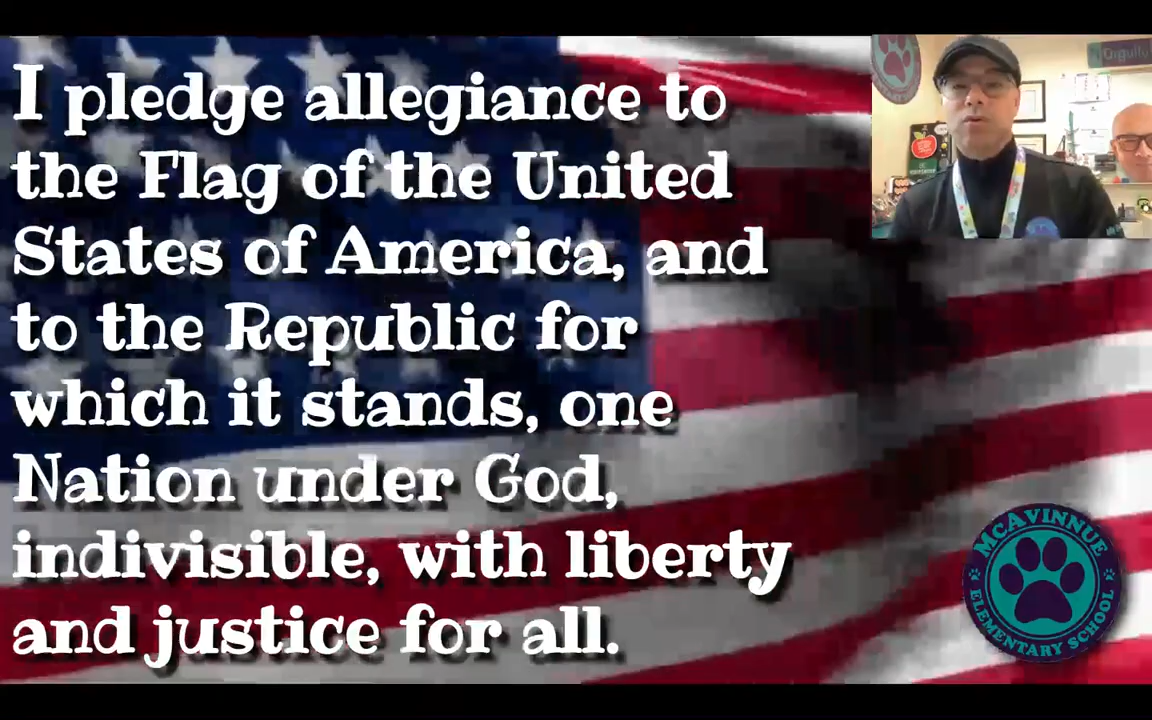 I pledge allegiance to
the Flag of the United
States of America, and
to the Republic for
which it stands, one
Nation under God,
indivisible, with liberty
and justice for all.
MCAVINNUE
ELEMENTARY SCHOOL